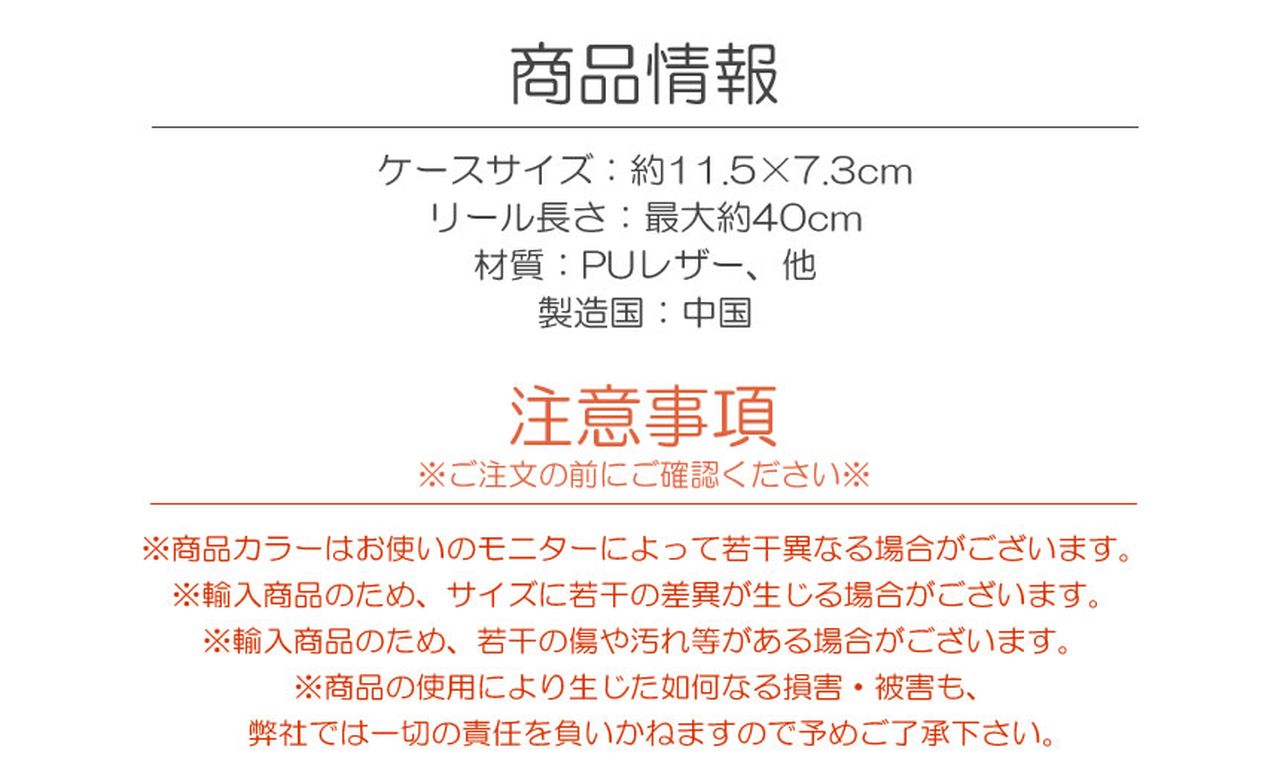 商品情報
ケースサイズ：約11.5×7.3cm
リール長さ：最大約40cm
材質：PUレザー、他
製造国：中国
注意事項
※ご注文の前にご確認ください※
※商品カラーはお使いのモニターによって若干異なる場合がございます。
※輸入商品のため、サイズに若干の差異が生じる場合がございます。
※輸入商品のため、若干の傷や汚れ等がある場合がございます。
※商品の使用により生じた如何なる損害・被害も、
弊社では一切の責任を負いかねますので予めご了承下さい。